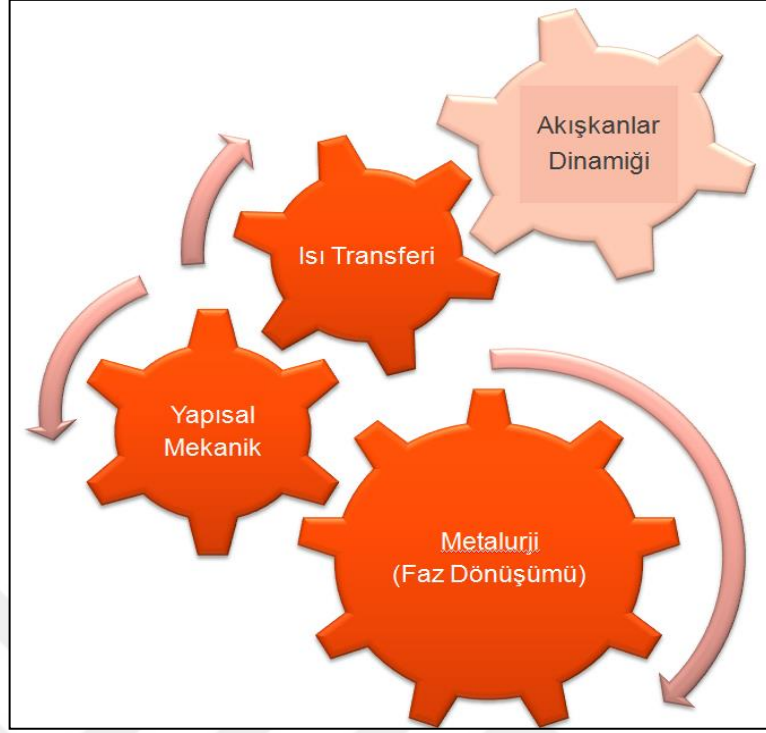 Akışkanlar
Dinamiği
Isı Transferi
Yapısal
Mekanik
Metalurji
(Faz Dönüşümü)